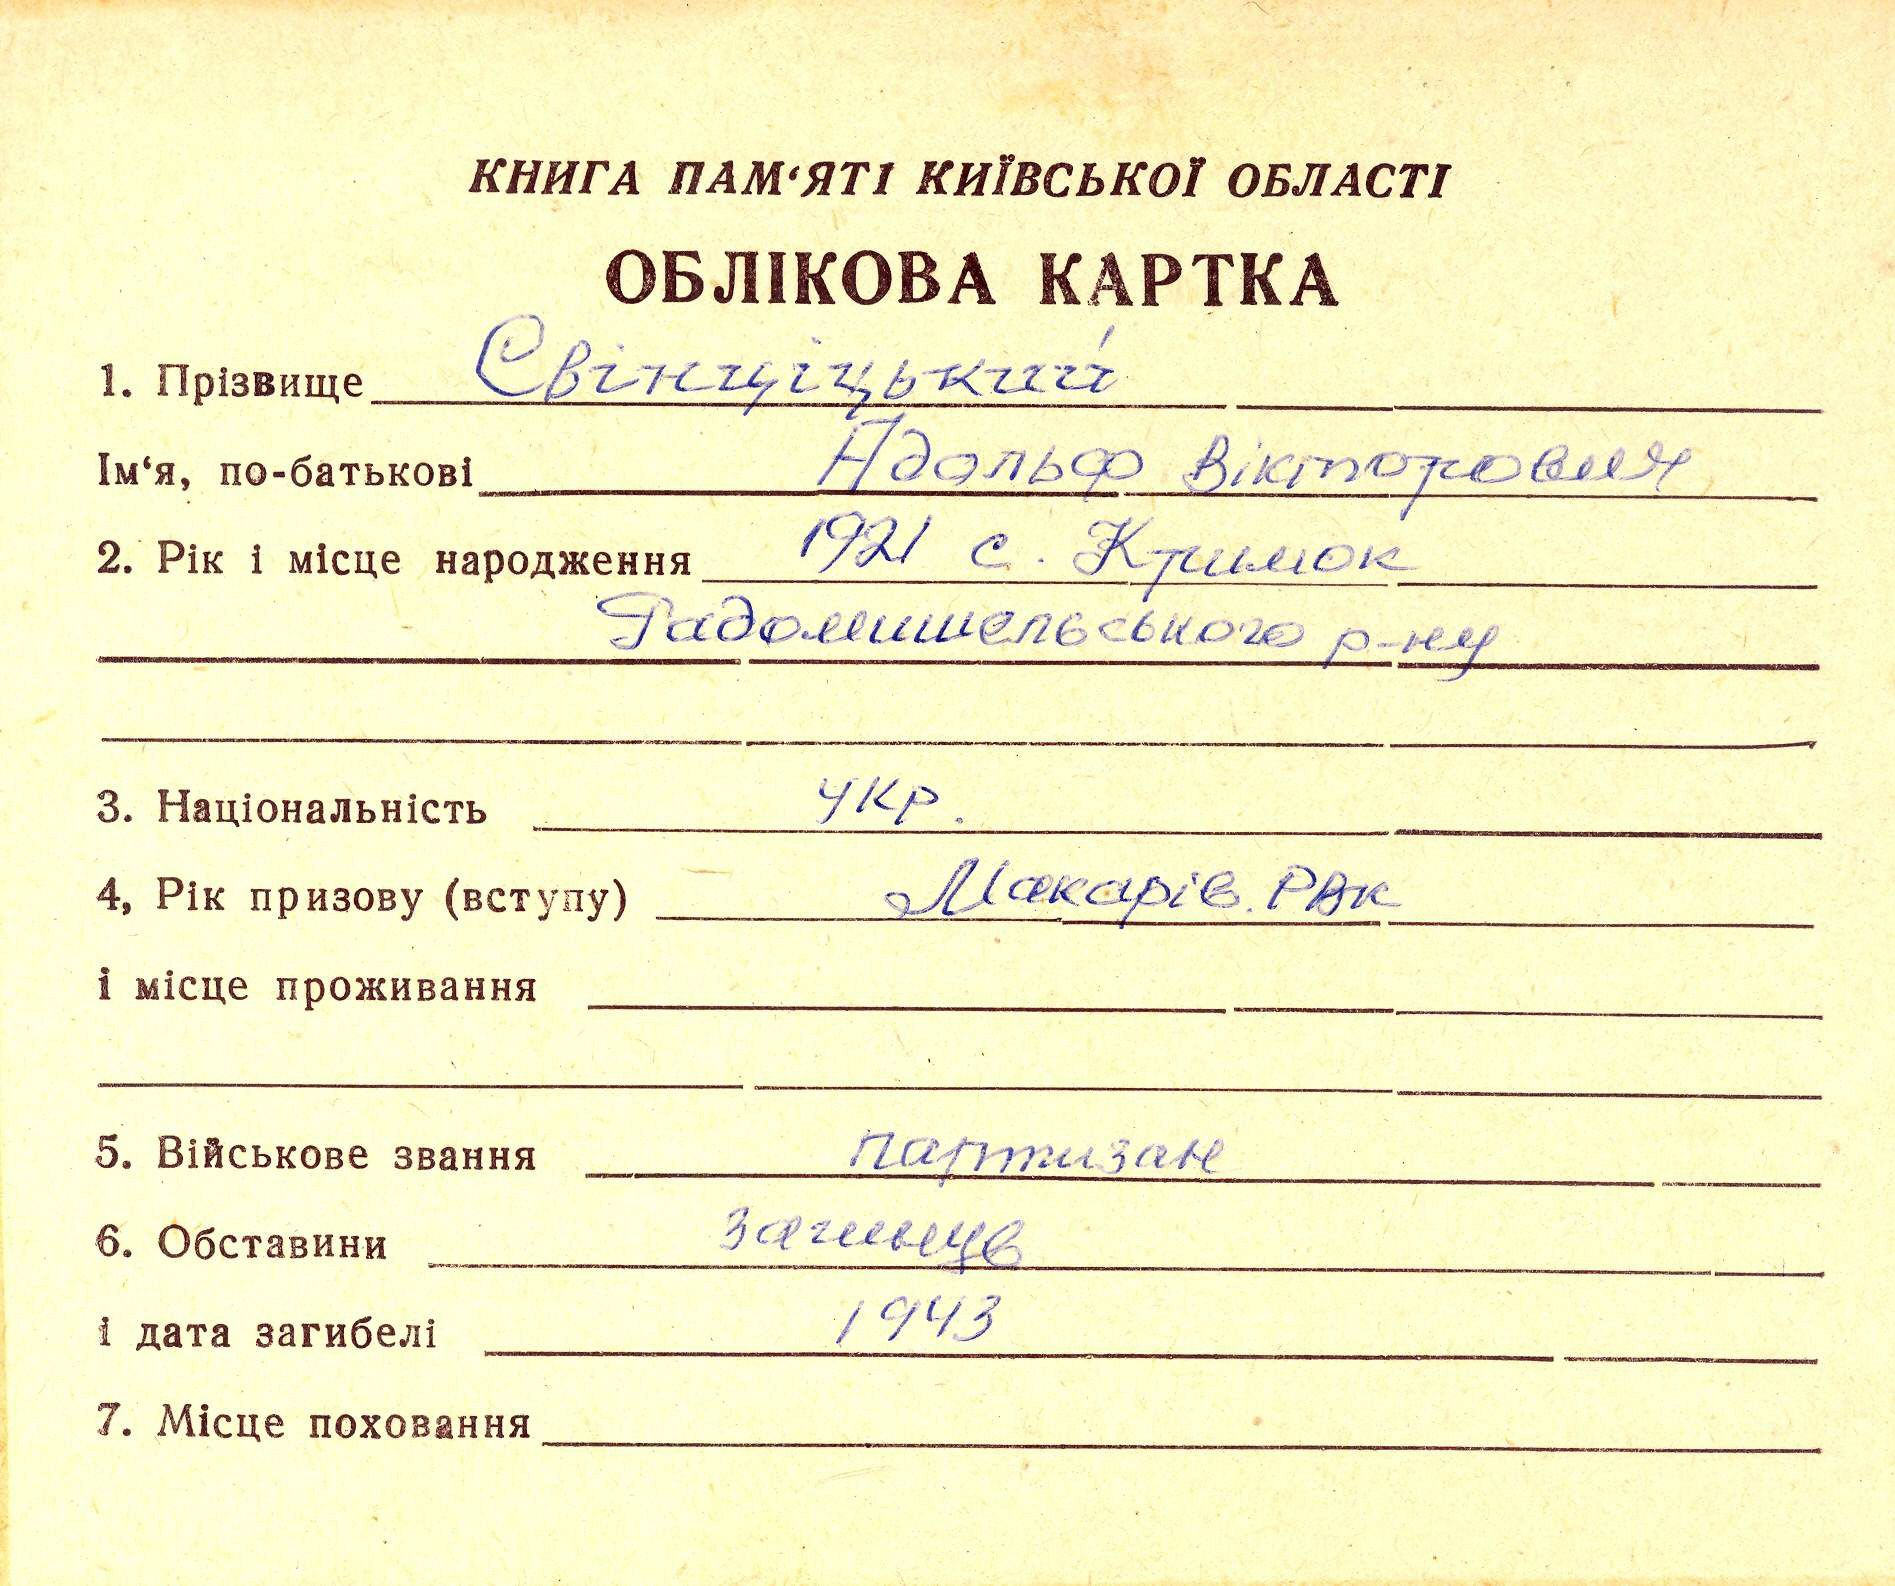 КНИГА ПАМ‘ЯТІ КИЇВСЬКОЇ ОБЛАСТІ
ОБЛІКОВА КАРТКА
1. Прізвище Свінціцький
Ім‘я, по-батькові Адольф Вікторович
2. Рік і місце народження 1921 с. Кримок
Радомишельського р-ну
3. Національність укр.
4, Рік призову (вступу) Макарів. РВК
і місце проживання
5. Військове звання партизан
6. Обставини загинув
і дата загибелі 1943
7. Місце поховання